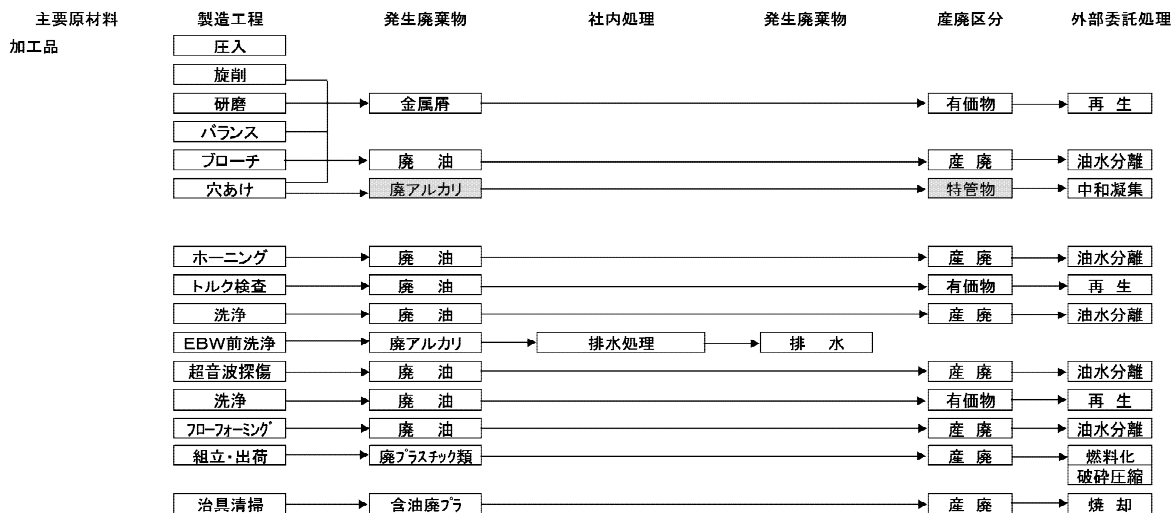 主要原材料 製造工程 発生廃棄物 社内処理 発生廃棄物 産廃区分 外部委託処理
加工品 圧入
旋削
研磨 金属屑 有価物 再 生
バランス
ブローチ 廃 油 産 廃 油水分離
穴あけ 廃アルカリ 特管物 中和凝集
ホーニング 廃 油 産 廃 油水分離
トルク検査 廃 油 有価物 再 生
洗浄 廃 油 産 廃 油水分離
EBW前洗浄 廃アルカリ 排水処理 排 水
超音波探傷 廃 油 産 廃 油水分離
洗浄 廃 油 有価物 再 生
フローフォーミング 廃 油 産 廃 油水分離
組立・出荷 廃プラスチック類 産 廃 燃料化
破砕圧縮
治具清掃 含油廃プラ 産 廃 焼 却